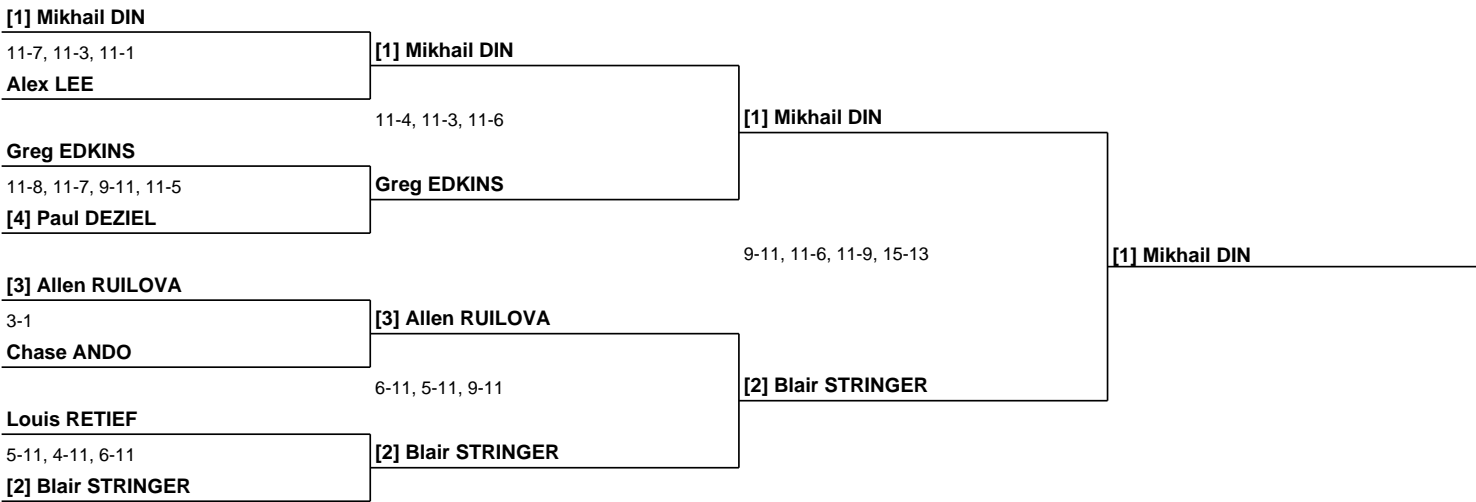 [1] Mikhail DIN
11-7, 11-3, 11-1
Alex LEE
Greg EDKINS
11-8, 11-7, 9-11, 11-5
[4] Paul DEZIEL
[3] Allen RUILOVA
3-1
Chase ANDO
Louis RETIEF
5-11, 4-11, 6-11
[2] Blair STRINGER
[1] Mikhail DIN
11-4, 11-3, 11-6
Greg EDKINS
[3] Allen RUILOVA
6-11, 5-11, 9-11
[2] Blair STRINGER
[1] Mikhail DIN
9-11, 11-6, 11-9, 15-13
[2] Blair STRINGER
[1] Mikhail DIN